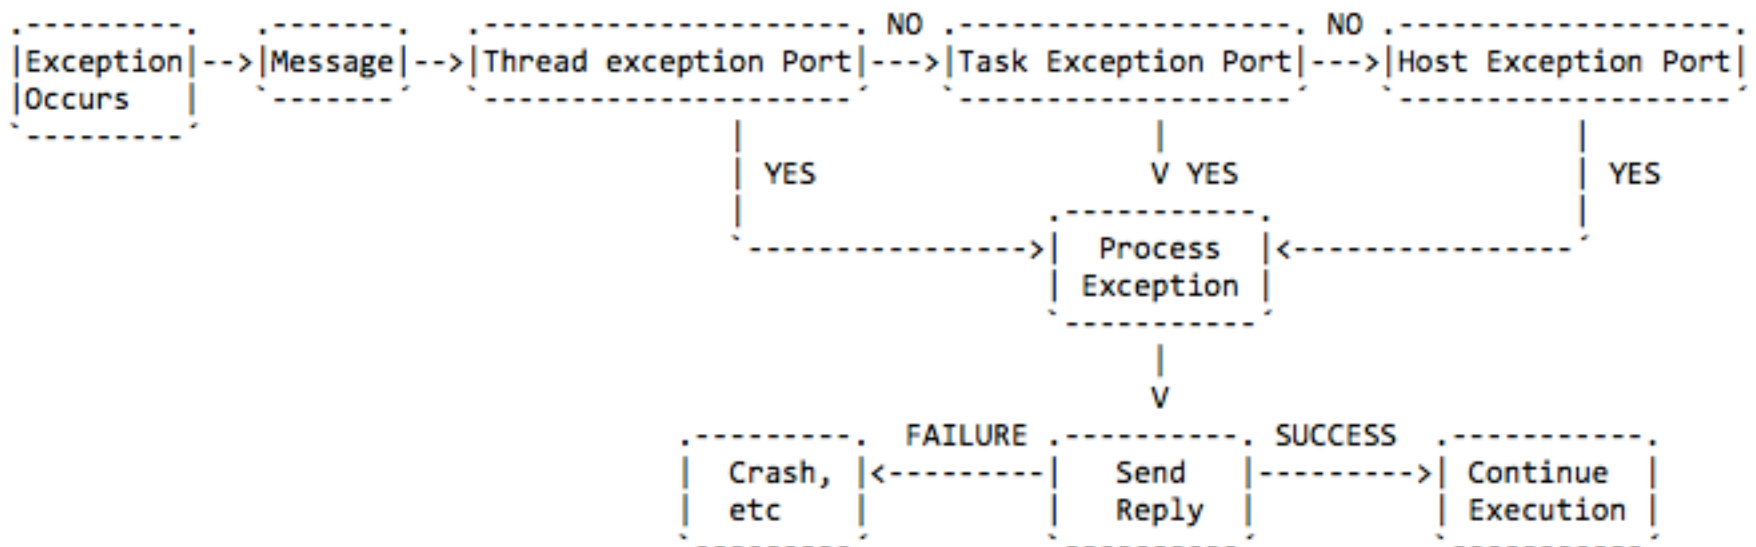 NO NO
Exception Message Thread exception Port Task Exception Port Host Exception Port
Occurs
YES V YES YES
Process
Exception
V
FAILURE SUCCESS
Crash, Send Continue
etc Reply Execution